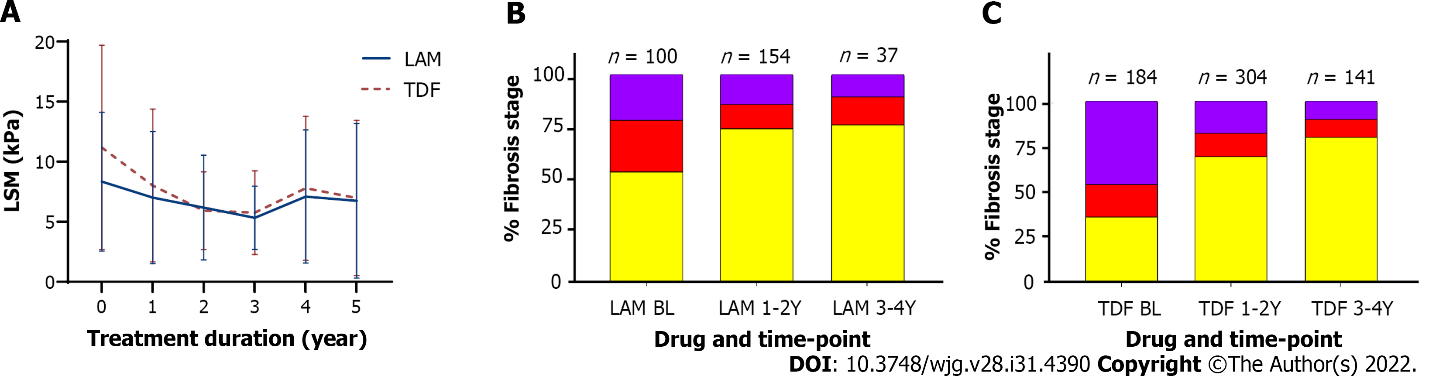 A
LSM (kPa)
20
15
10
5
0
0 1 2 3 4 5
Treatment duration (year)
LAM
TDF
B
% Fibrosis stage
100
75
50
25
0
n = 100 n = 154 n = 37
LAM BL LAM 1-2Y LAM 3-4Y
Drug and time-point
C
% Fibrosis stage
100
75
50
25
0
n = 184 n = 304 n = 141
TDF BL TDF 1-2Y TDF 3-4Y
Drug and time-point
DOI: 10.3748/wjg.v28.i31.4390 Copyright ©The Author(s) 2022.